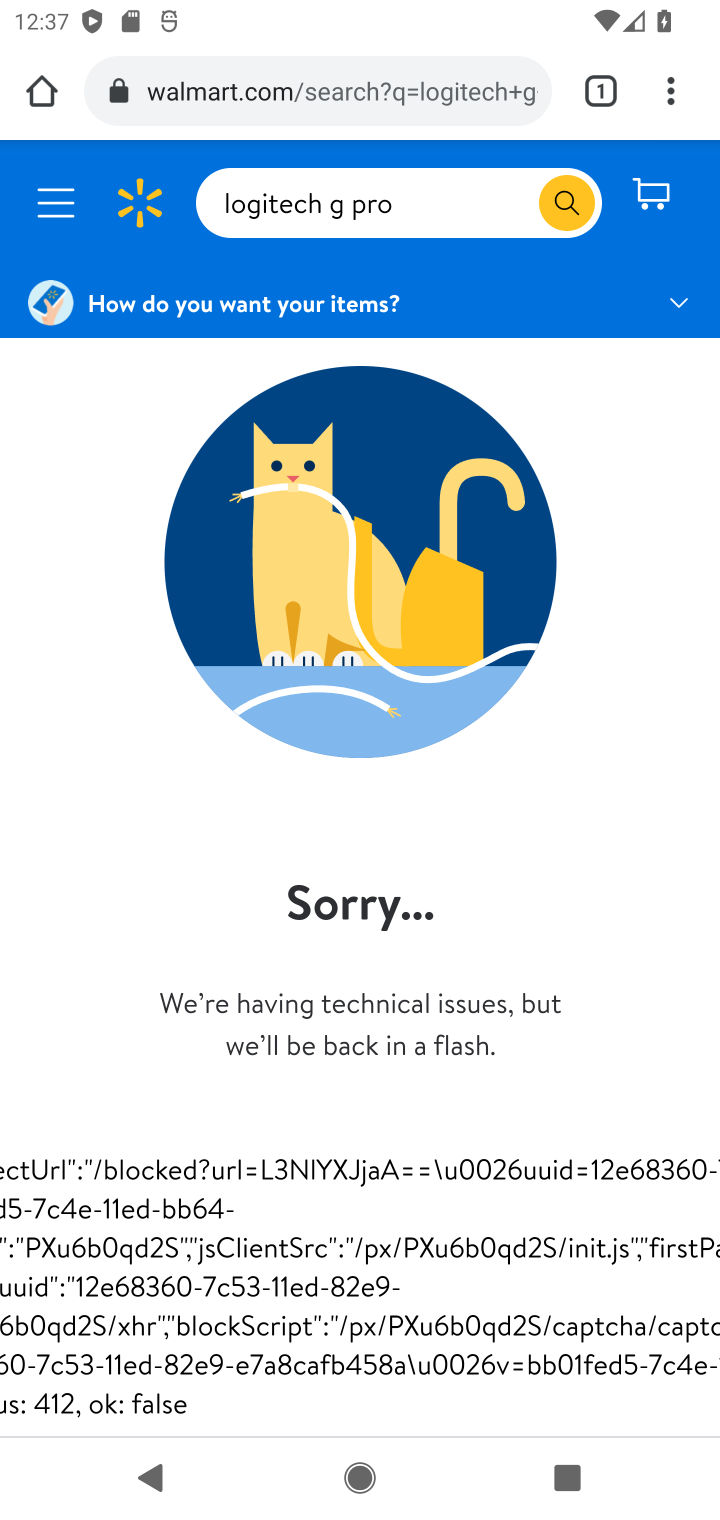 12:37
walmart.com/search?q=logitech+g
1
logitech g pro
How do you want your items?
Sorry...
We're having technical issues, but
we'll be back in a flash.
ectUrl":"/blocked?url=L3NlYXJjaA==\u0026uuid=12e68360-
d5-7c4e-11ed-bb64-
":"PXu6b0qd2S","jsClientSrc":"/px/PXu6b0qd2S/init.js","firstPa
uuid":"12e68360-7c53-11ed-82e9-
6b0qd2S/xhr","blockScript":"/px/PXu6b0qd2S/captcha/captc
60-7c53-11ed-82e9-e7a8cafb458a\u0026v=bb01fed5-7c4e-
us: 412, ok: false